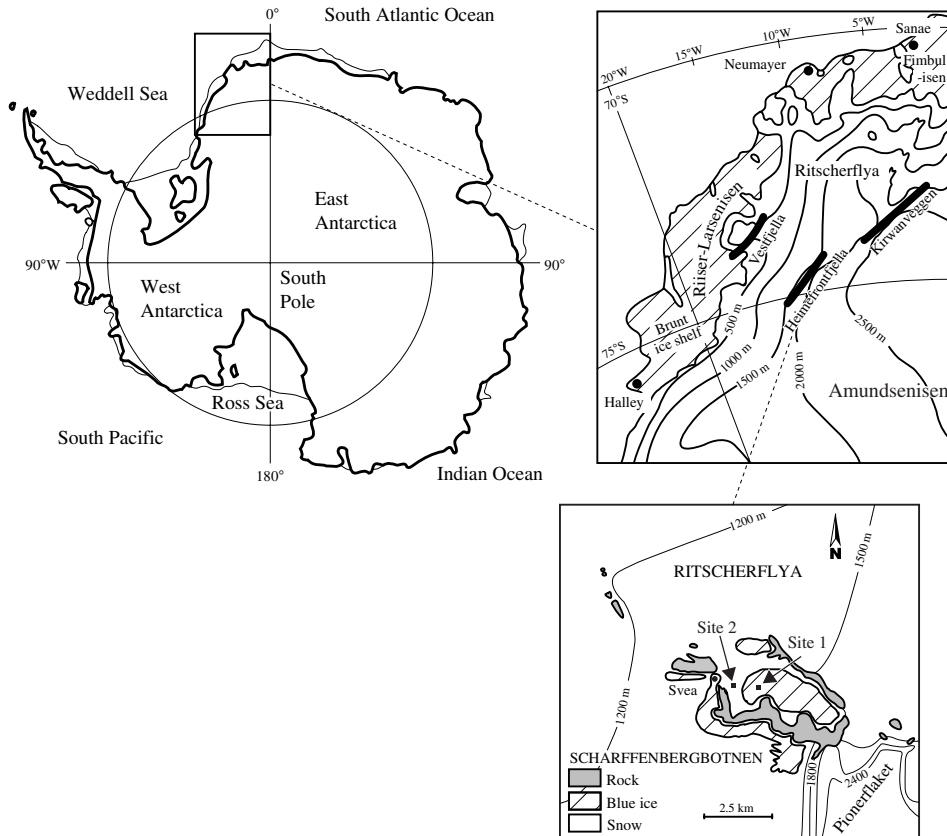 0°
South Atlantic Ocean
Weddell Sea
East
Antarctica
90°W
90°
South
Pole
West
Antarctica
Ross Sea
South Pacific
Indian Ocean
180°
5°W
10°W
15°W
20°W
70°S
Sanae
Neumayer
Fimbul
-isen
Ritscherflya
Riiser-Larsenisen
Vestfjella
Kirwanveggen
Heimefrontfjella
Brunt
ice shelf
75°S
Halley
500 m
1000 m
1500 m
2000 m
2500 m
Amundsenisen
1200 m
N
1500 m
RITSCHERFLYA
Site 2
Site 1
Svea
1200 m
SCHARFFENBERGBOTNEN
Rock
Blue ice
Snow
2.5 km
1800
2400
Pionerflaket